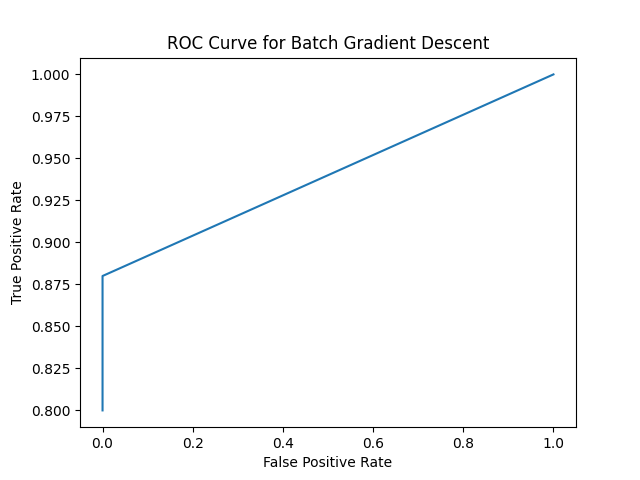 ROC Curve for Batch Gradient Descent
1.000
0.975
0.950
0.925
0.900
0.875
0.850
0.825
0.800
True Positive Rate
0.0 0.2 0.4 0.6 0.8 1.0
False Positive Rate